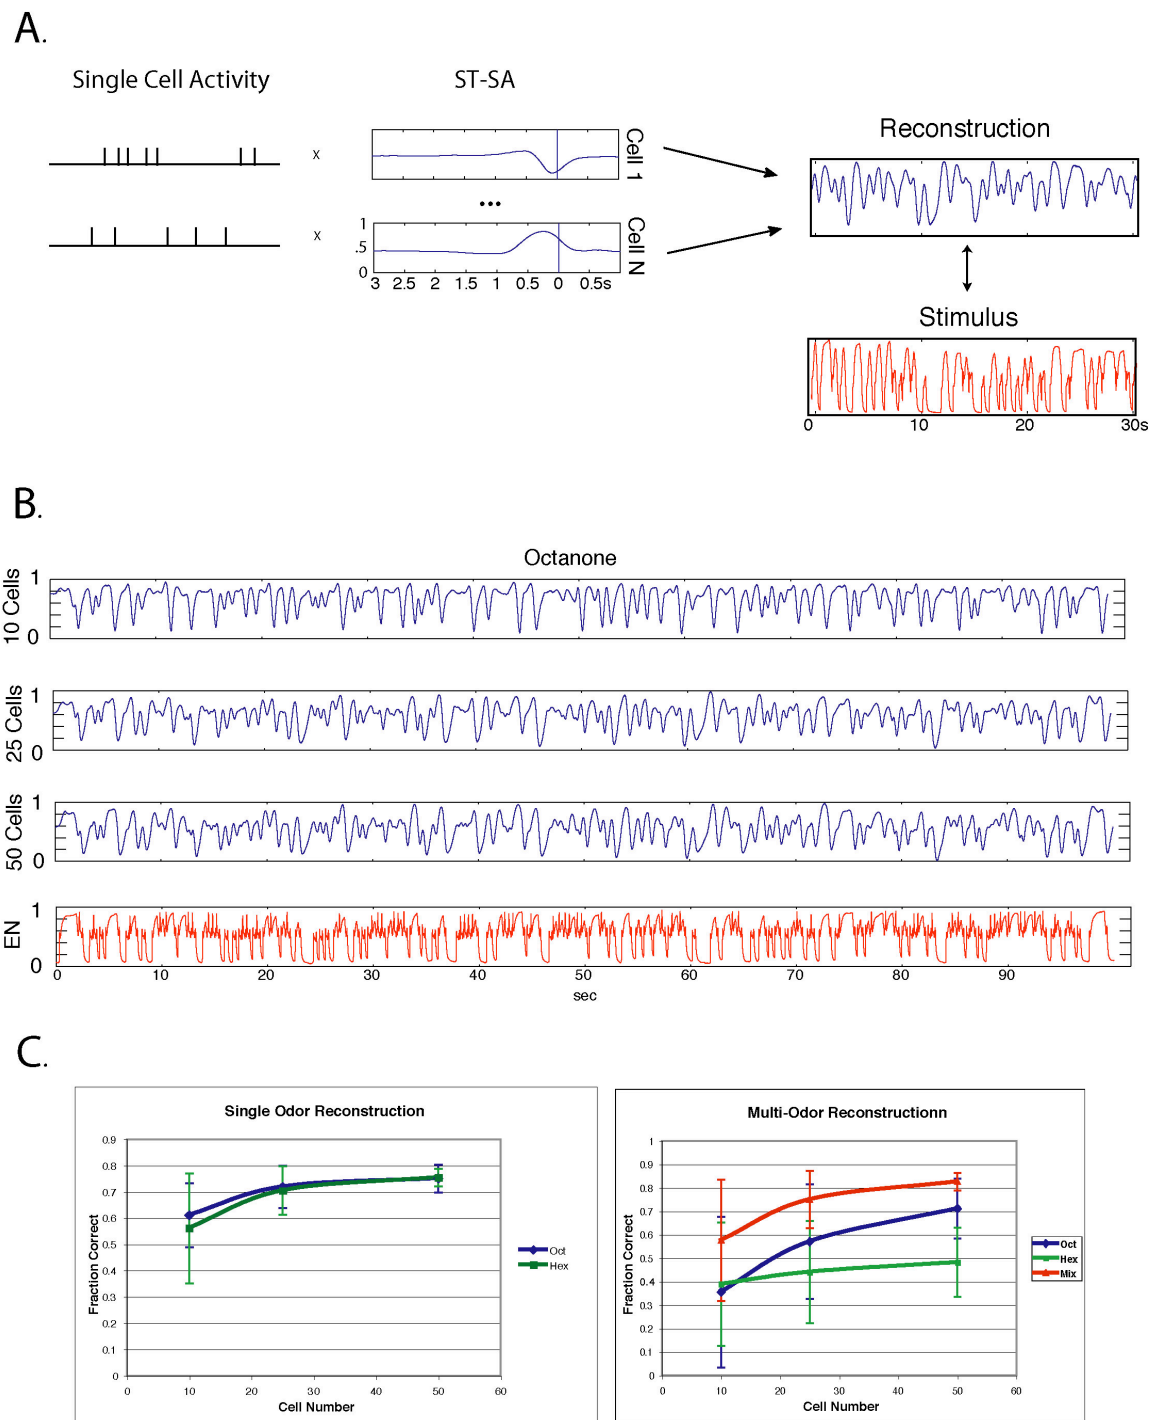 A.
Single Cell Activity
ST-SA
Reconstruction
x
Cell 1
...
x
1
.5
0
Cell N
3 2.5 2 1.5 1 0.5 0 0.5s
Stimulus
0 10 20 30s
B.
Octanone
10 Cells
1
0
25 Cells
1
0
50 Cells
1
0
EN
1
0
0 10 20 30 40 50 60 70 80 90
sec
C.
Single Odor Reconstruction
Fraction Correct
0.9
0.8
0.7
0.6
0.5
0.4
0.3
0.2
0.1
0
0 10 20 30 40 50 60
Cell Number
Oct
Hex
Multi-Odor Reconstructionn
Fraction Correct
1
0.9
0.8
0.7
0.6
0.5
0.4
0.3
0.2
0.1
0
0 10 20 30 40 50 60
Cell Number
Oct
Hex
Mix